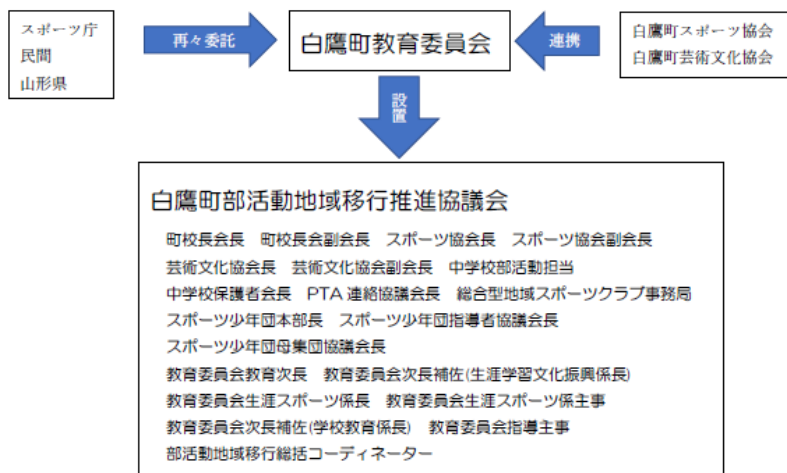 スポーツ庁
民間
山形県
再々委託
白鷹町教育委員会
連携
白鷹町スポーツ協会
白鷹町芸術文化協会
設置
白鷹町部活動地域移行推進協議会
町校長会長 町校長会副会長 スポーツ協会長 スポーツ協会副会長
芸術文化協会長 芸術文化協会副会長 中学校部活動担当
中学校保護者会長 PTA 連絡協議会長 総合型地域スポーツクラブ事務局
スポーツ少年団本部長 スポーツ少年団指導者協議会長
スポーツ少年団母集団協議会長
教育委員会教育次長 教育委員会次長補佐(生涯学習文化振興係長)
教育委員会生涯スポーツ係長 教育委員会生涯スポーツ係主事
教育委員会次長補佐(学校教育係長) 教育委員会指導主事
部活動地域移行総括コーディネーター